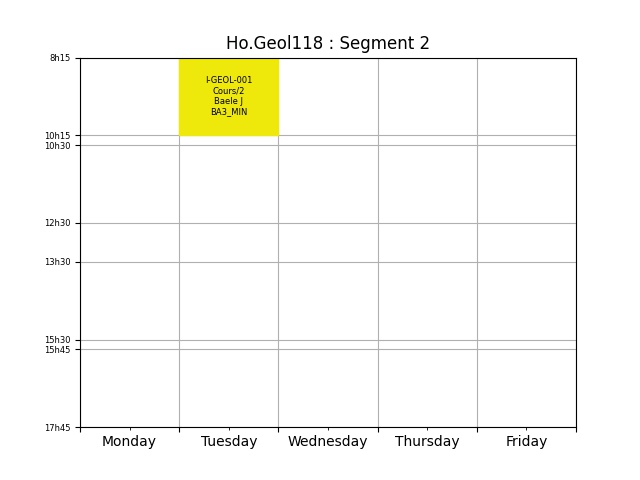 Ho.Geol118 : Segment 2
8h15
I-GEOL-001
Cours/2
Baele J
BA3_MIN
10h15
10h30
12h30
13h30
15h30
15h45
17h45
Monday Tuesday Wednesday Thursday Friday